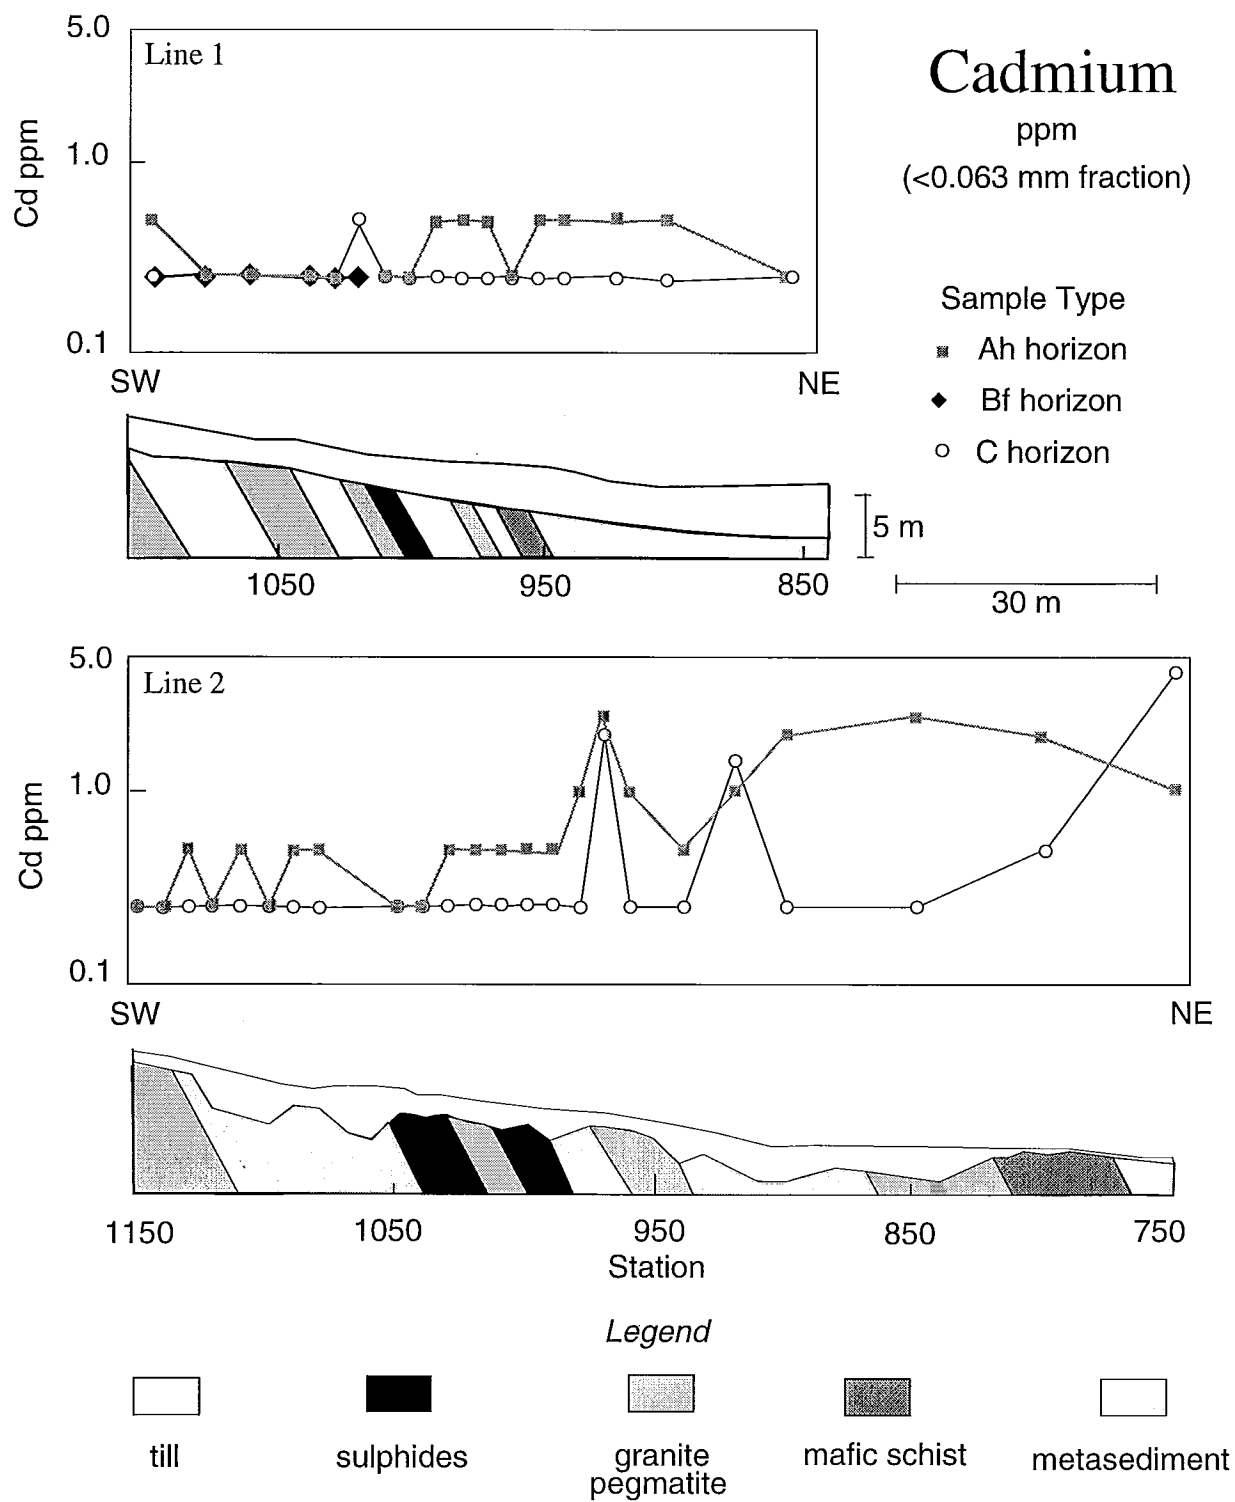 5.0
Line 1
Cd ppm
1.0
0.1
SW
NE
Cadmium
ppm
(<0.063 mm fraction)
Sample Type
Ah horizon
Bf horizon
C horizon
5 m
1050
950
850
30 m
5.0
Line 2
Cd ppm
1.0
0.1
SW
NE
1150
1050
950
850
750
Station
Legend
till
sulphides
granite
pegmatite
mafic schist
metasediment